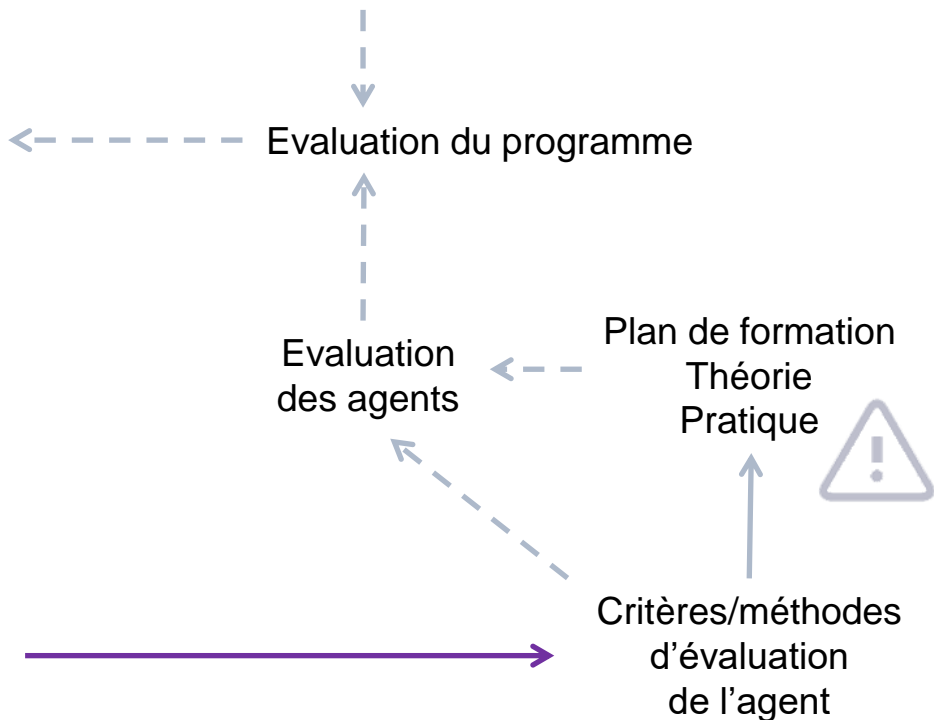 Evaluation du programme
Evaluation
des agents
Plan de formation
Théorie
Pratique
Critères/méthodes
d’évaluation
de l’agent